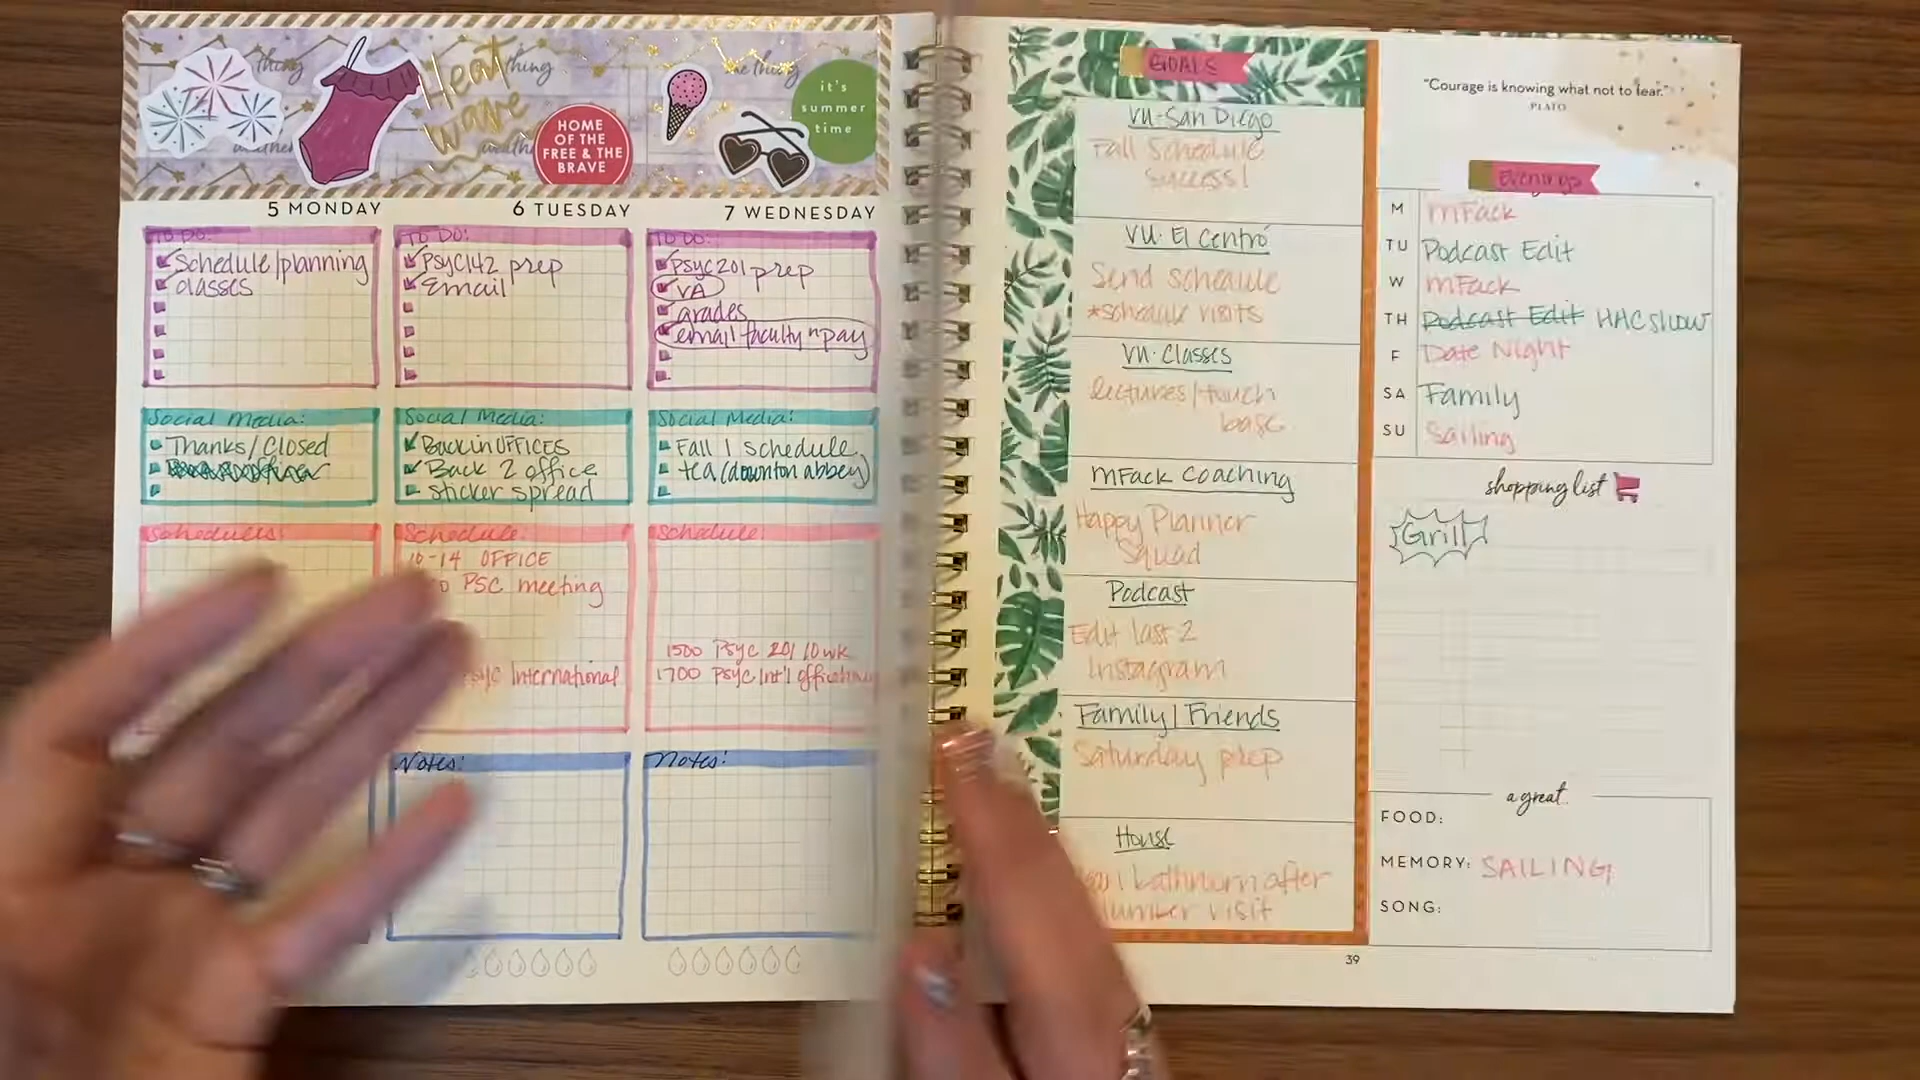 thing
Heat
wave
thing
weath
HOME
OF THE
FREE & THE
BRAVE
me thing
it's
summer
time
5 MONDAY
6 TUESDAY
7 WEDNESDAY
TO DO:
Schedule/planning
classes
TO DO:
PSYC142 prep
Email
TO DO:
PSYC201 prep
VA
grades
email faculty n pay
Social Media:
Thanks/Closed
Social Media:
Back in OFFICES
Back 2 office
sticker spread
Social Media:
Fall 1 schedule
tea (downton abbey)
Schedules:
Schedule:
10-14 OFFICE
PSC meeting
Psyc International
Schedule:
1500 Psyc 201 10wk
1700 Psyc Int'l
Notes:
Notes:
GOALS
VU-San Diego
Fall Schedule
Success!
VU-El Centro
Send schedule
*schedule visits
VU-Classes
lectures/touch
base
mFack Coaching
Happy Planner
Squad
Podcast
Edit last 2
Instagram
Family/Friends
Saturday prep
House
after
visit
39
"Courage is knowing what not to fear."
PLATO
Evenings
M mFack
TU Podcast Edit
W mFack
TH Podcast Edit HAC SHOW
F Date Night
SA Family
SU Sailing
shopping list
Grill
a great...
FOOD:
MEMORY: SAILING!
SONG: